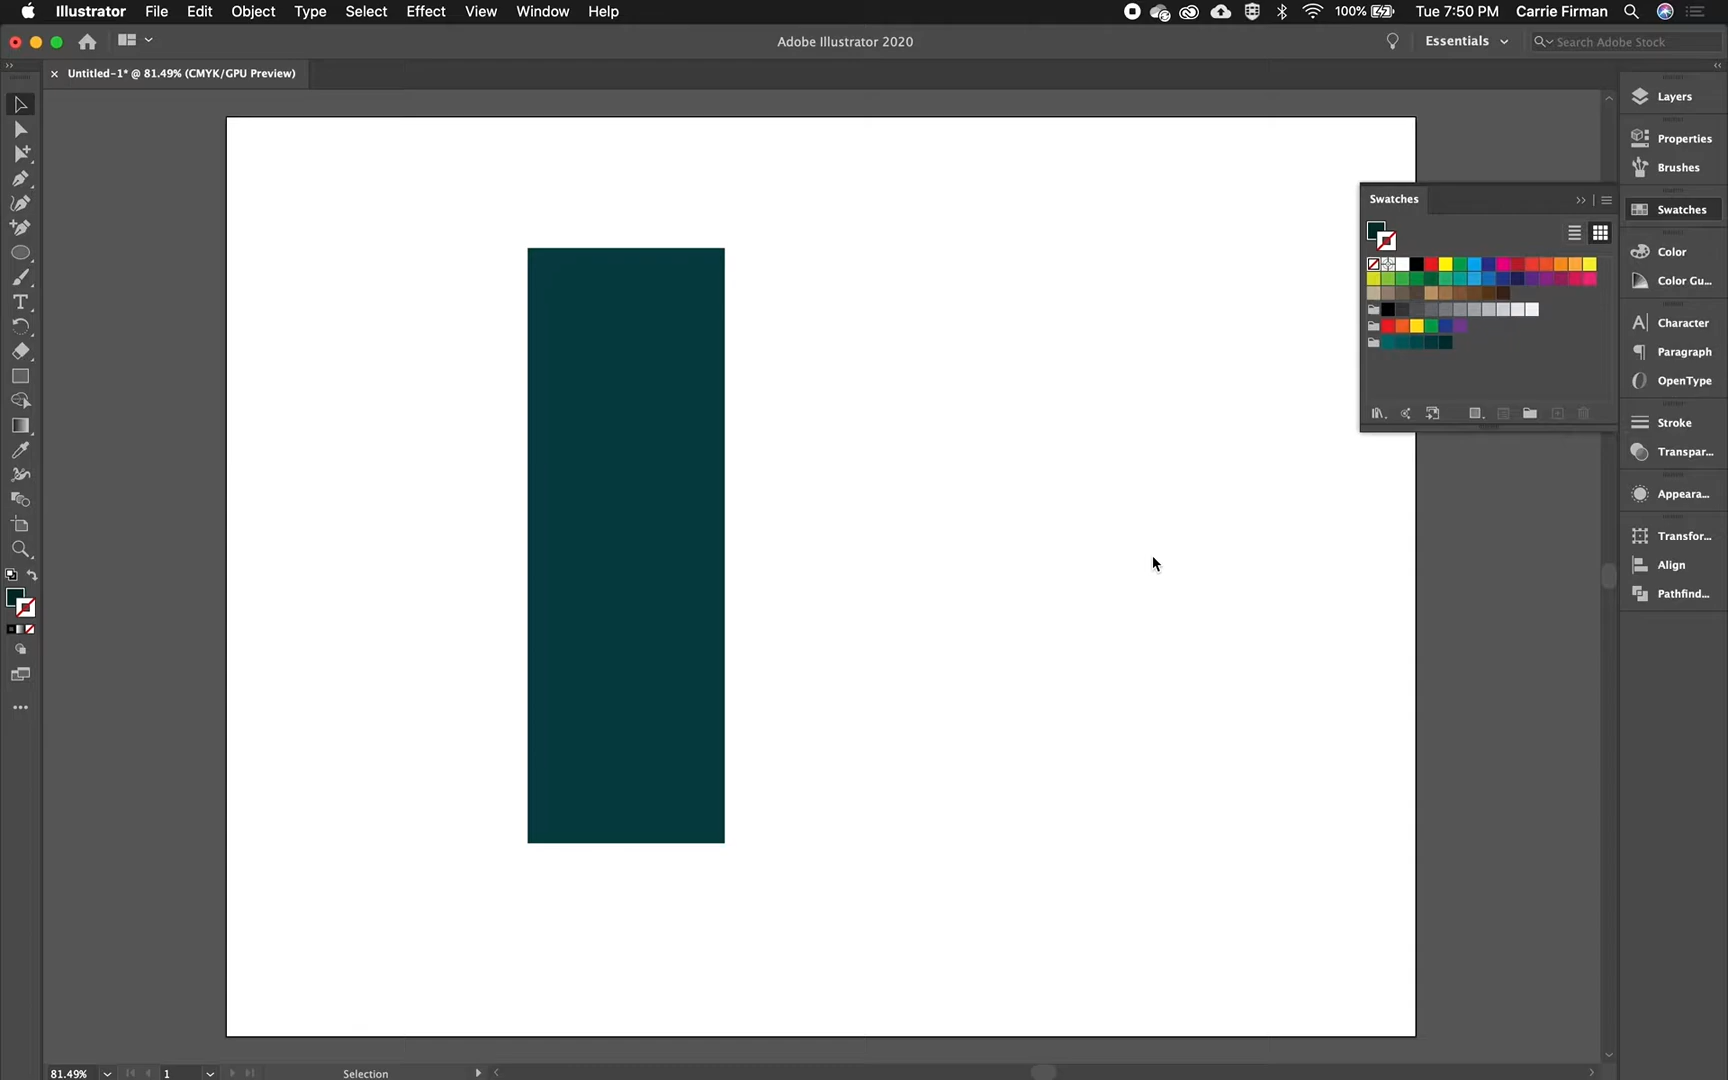 Illustrator File Edit Object Type Select Effect View Window Help 100% Tue 7:50 PM Carrie Firman
Adobe Illustrator 2020 Essentials Search Adobe Stock
Untitled-1* @ 81.49% (CMYK/GPU Preview)
Layers
Properties
Brushes
Swatches
Swatches
Color
Color Gu...
Character
Paragraph
OpenType
Stroke
Transpar...
Appeara...
Transfor...
Align
Pathfind...
81.49% 1 Selection